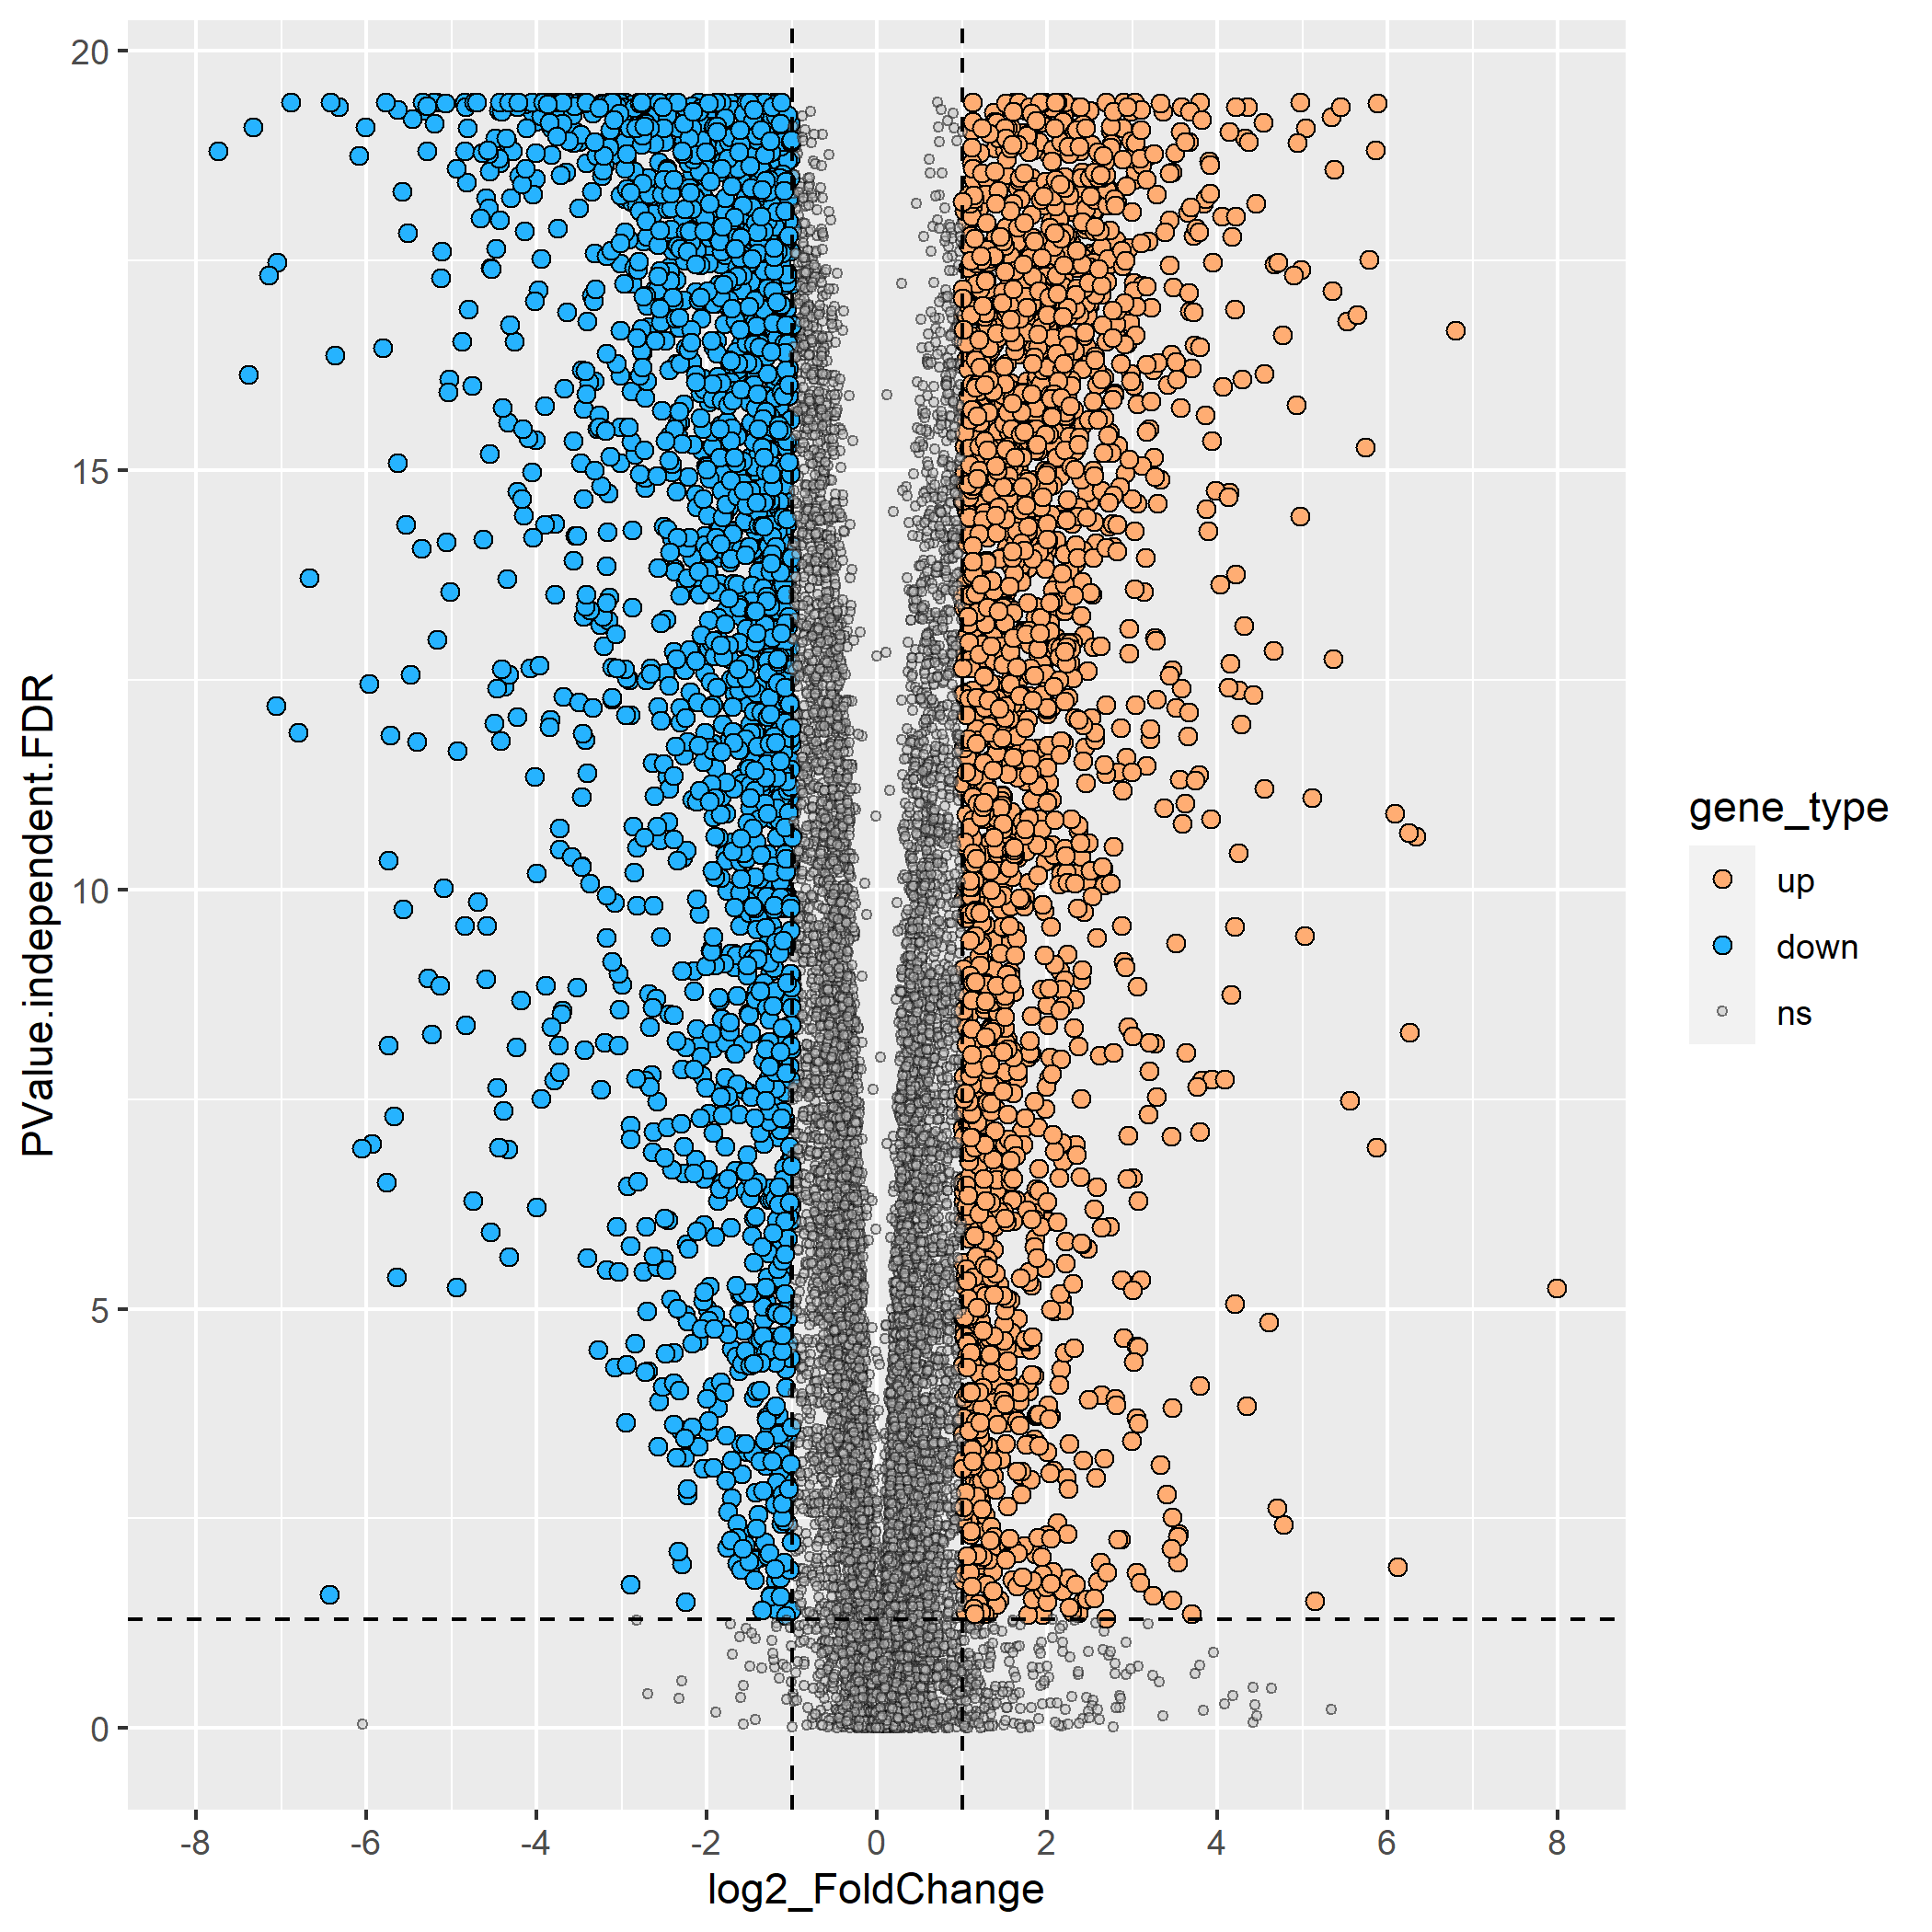 20
15
10
5
0
PValue.independent.FDR
-8 -6 -4 -2 0 2 4 6 8
log2_FoldChange
gene_type
up
down
ns